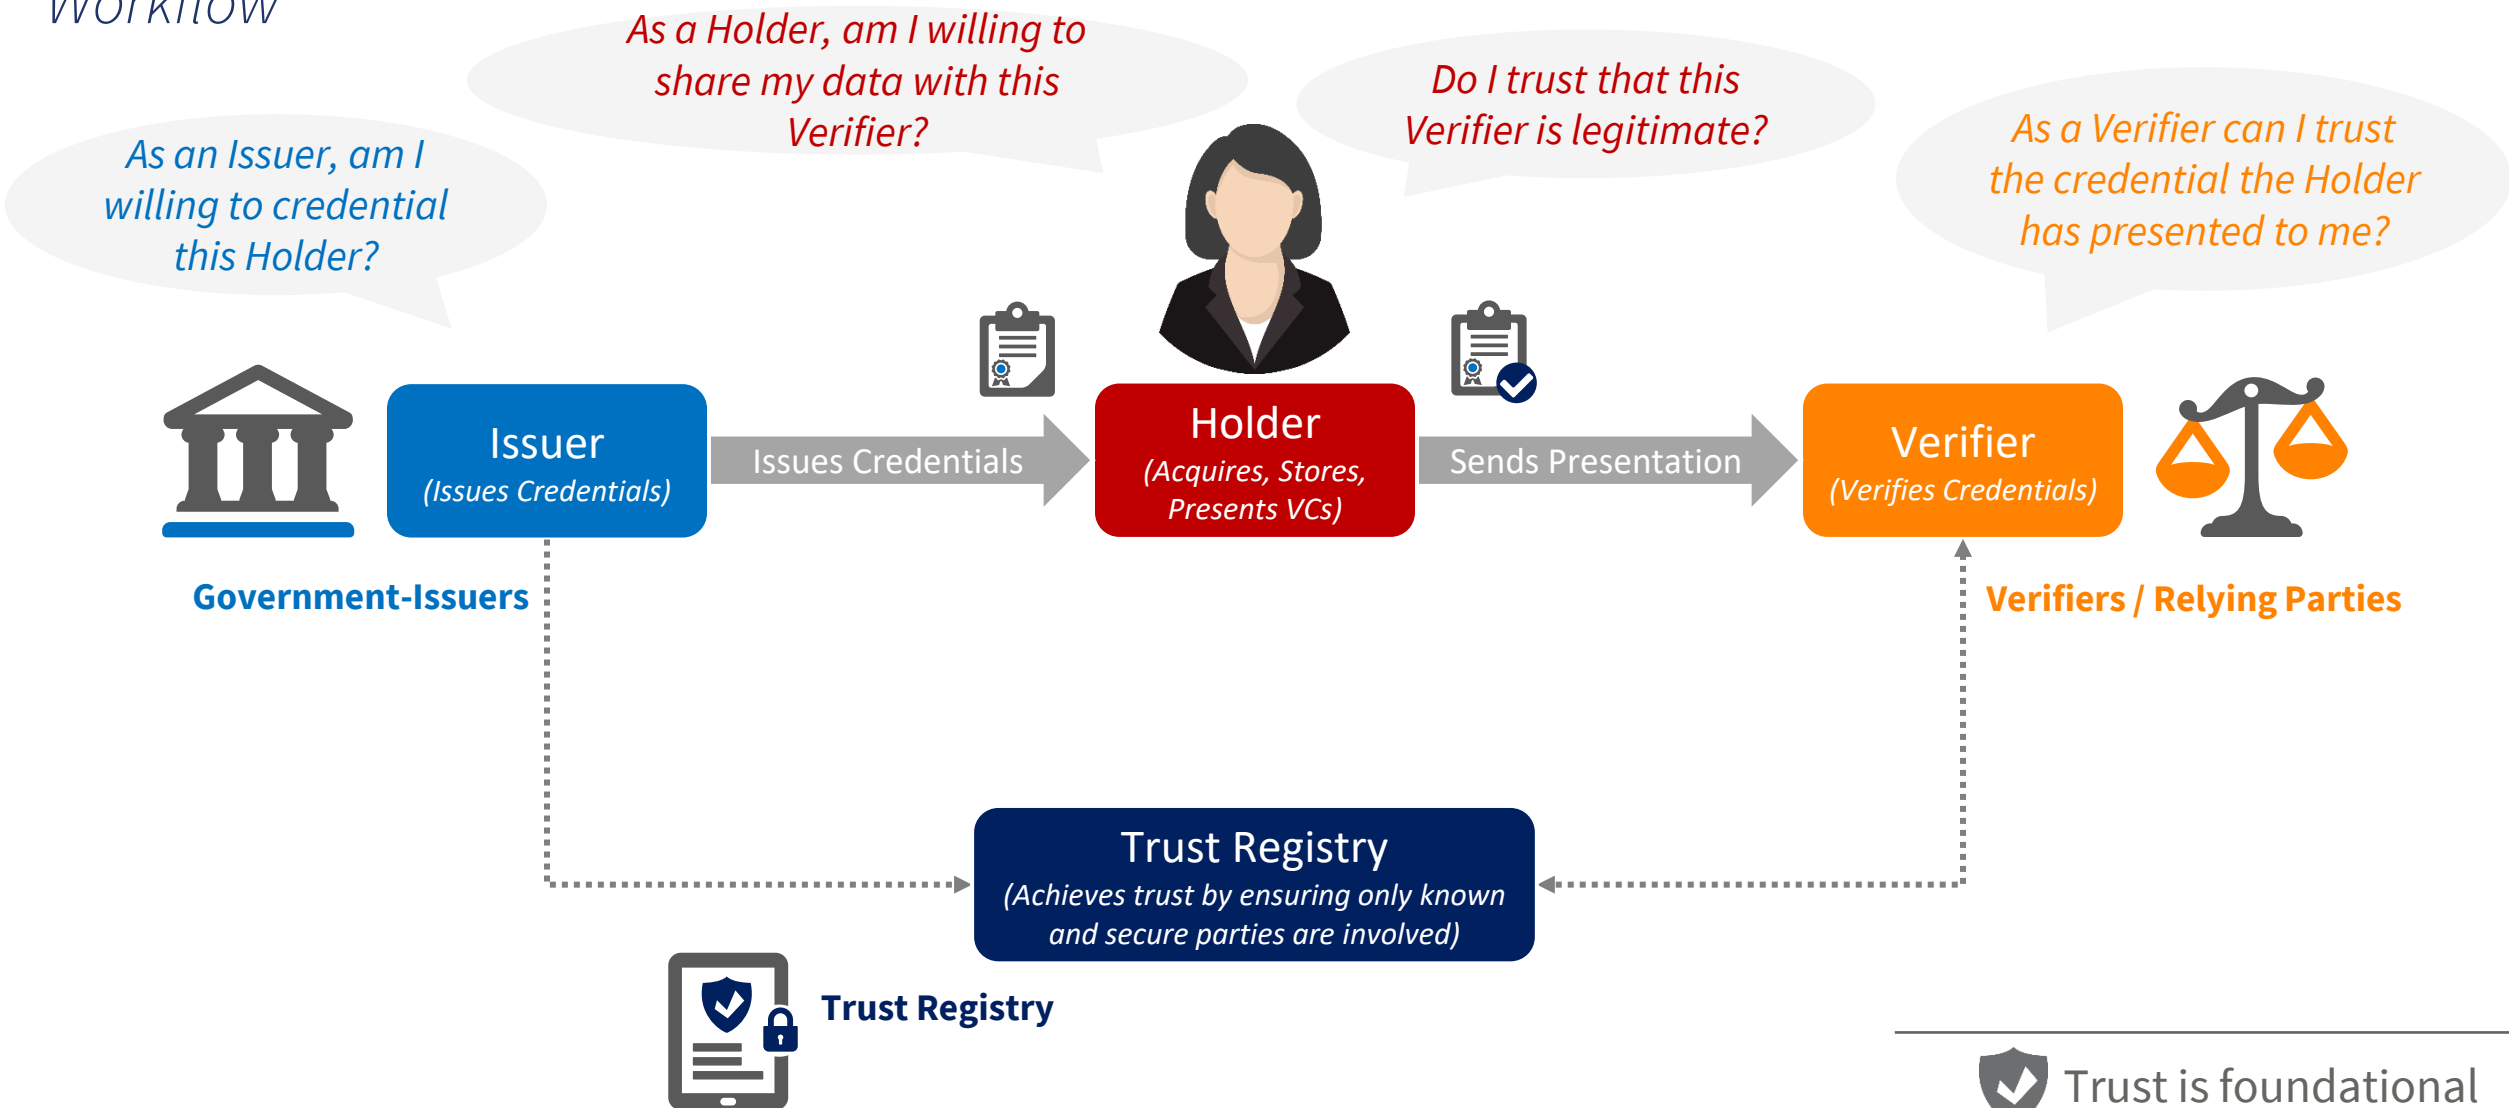 Workflow
As a Holder, am I willing to
share my data with this
Verifier?
Do I trust that this
Verifier is legitimate?
As an Issuer, am I
willing to credential
this Holder?
As a Verifier can I trust
the credential the Holder
has presented to me?
Issuer
(Issues Credentials)
Issues Credentials
Holder
(Acquires, Stores,
Presents VCs)
Sends Presentation
Verifier
(Verifies Credentials)
Government-Issuers
Verifiers / Relying Parties
Trust Registry
(Achieves trust by ensuring only known
and secure parties are involved)
Trust Registry
Trust is foundational